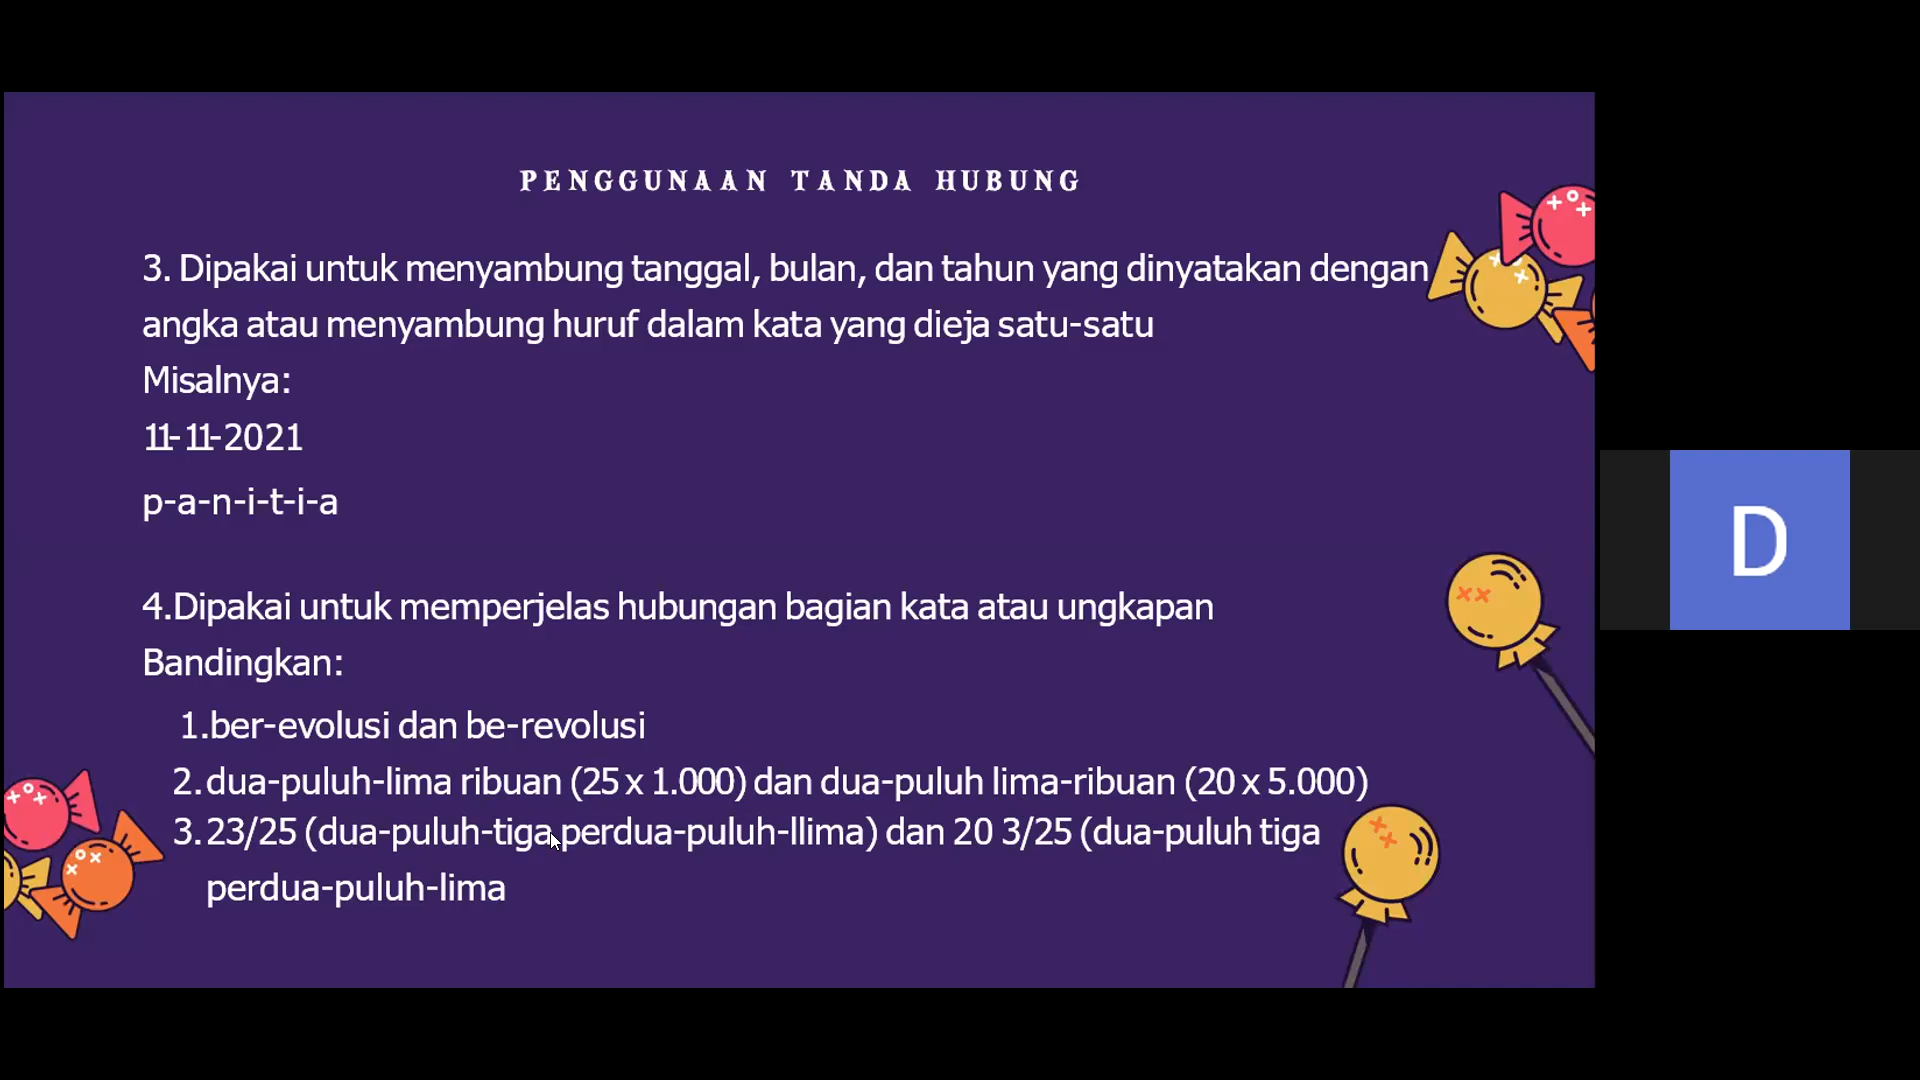 PENGGUNAAN TANDA HUBUNG
3. Dipakai untuk menyambung tanggal, bulan, dan tahun yang dinyatakan dengan
angka atau menyambung huruf dalam kata yang dieja satu-satu
Misalnya:
11-11-2021
p-a-n-i-t-i-a
4.Dipakai untuk memperjelas hubungan bagian kata atau ungkapan
Bandingkan:
1.ber-evolusi dan be-revolusi
2.dua-puluh-lima ribuan (25 x 1.000) dan dua-puluh lima-ribuan (20 x 5.000)
3.23/25 (dua-puluh-tiga perdua-puluh-llima) dan 20 3/25 (dua-puluh tiga
perdua-puluh-lima
D